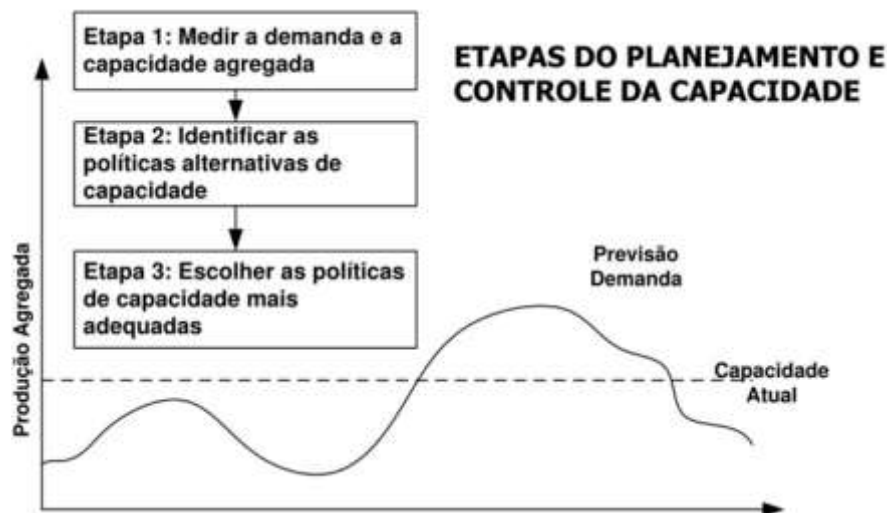 ETAPAS DO PLANEJAMENTO E
CONTROLE DA CAPACIDADE
Etapa 1: Medir a demanda e a
capacidade agregada
Etapa 2: Identificar as
políticas alternativas de
capacidade
Etapa 3: Escolher as políticas
de capacidade mais
adequadas
Previsão
Demanda
Capacidade
Atual
Produção Agregada